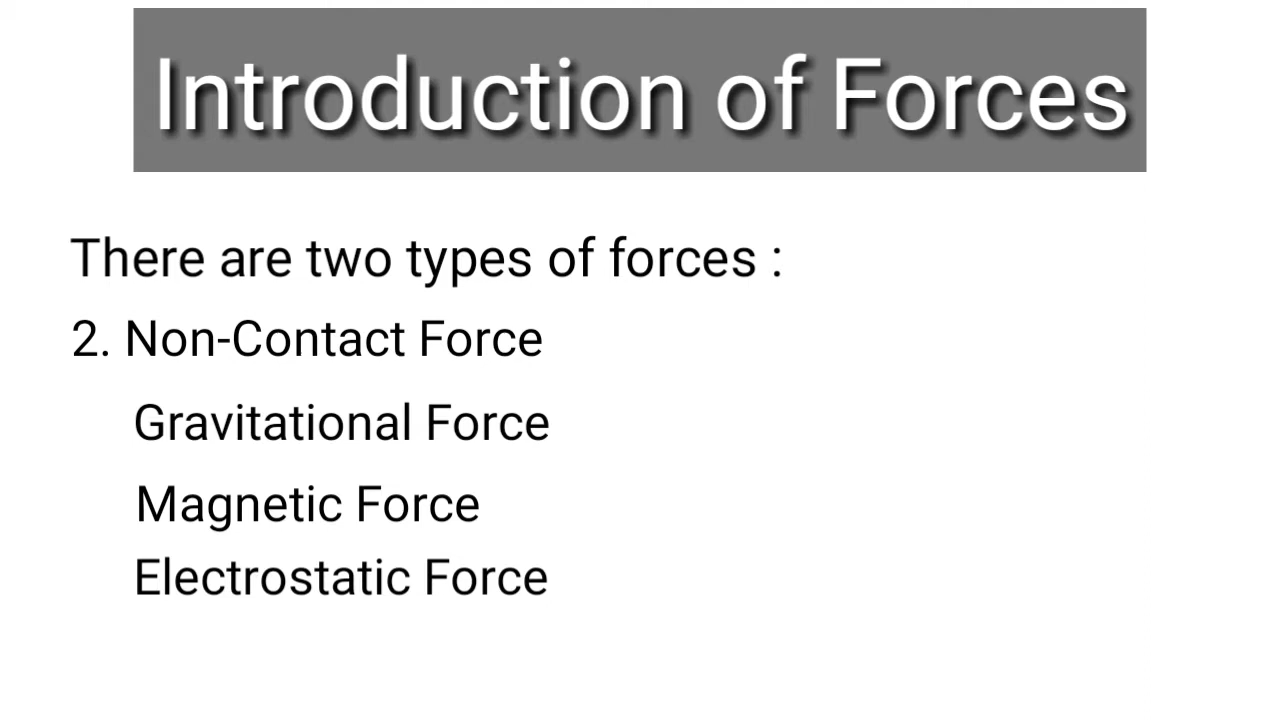 Introduction of Forces
There are two types of forces :
2. Non-Contact Force
Gravitational Force
Magnetic Force
Electrostatic Force